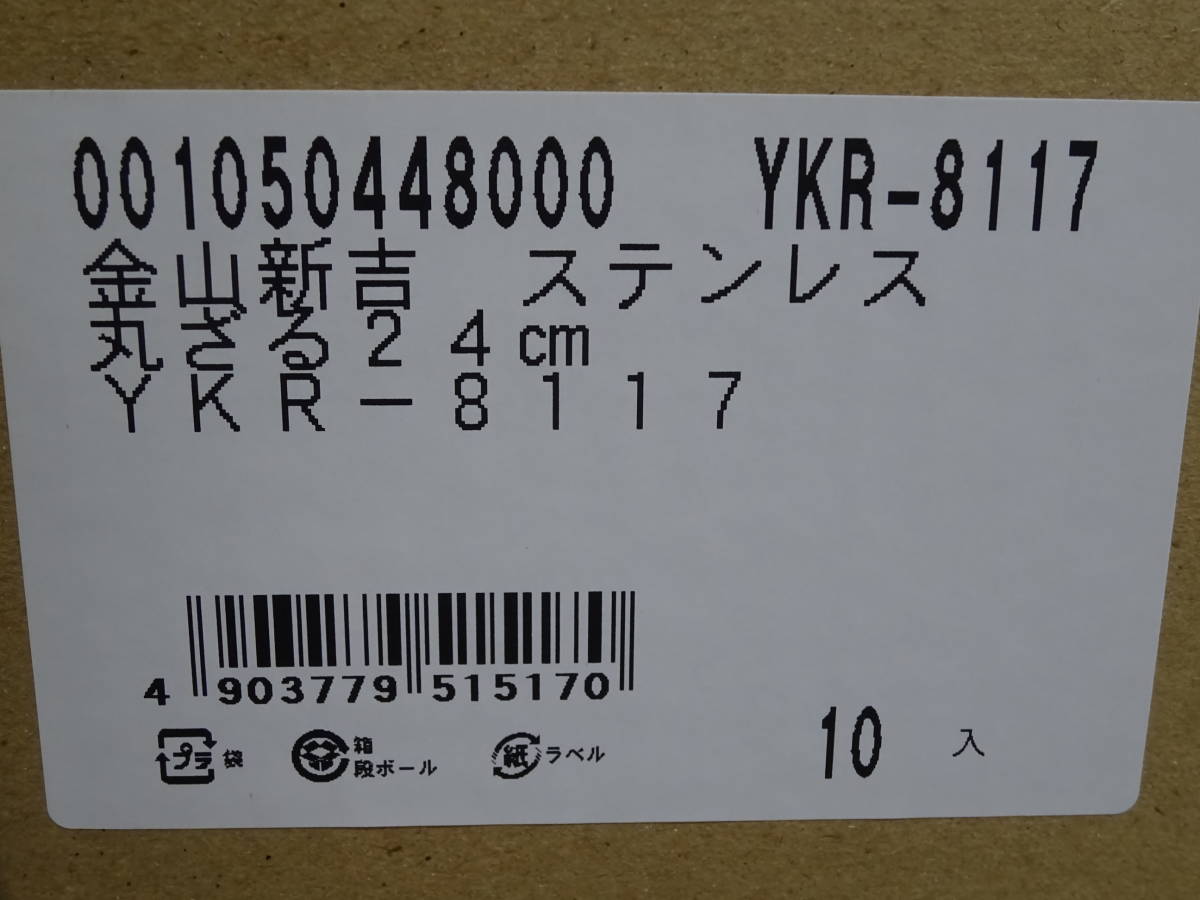 001050448000 YKR-8117
金山新吉 ステンレス
丸ざる24cm
YKR-8117
4 903779 515170
プラ 袋
箱
段ボール
紙 ラベル
10 入